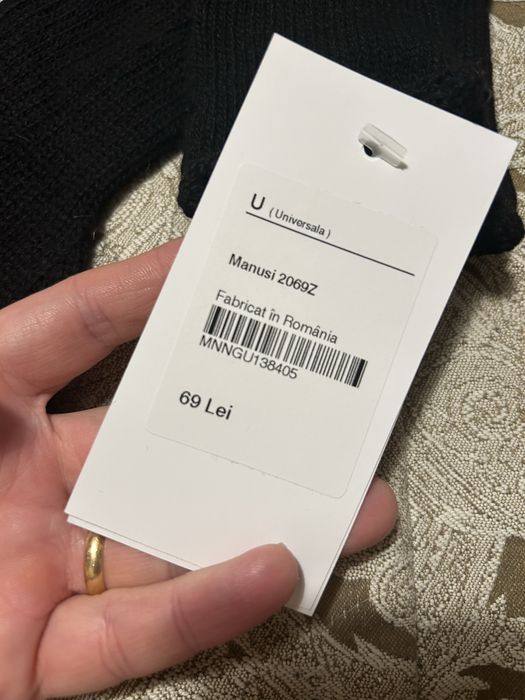 U (Universala)
Manusi 2069Z
Fabricat în România
MNNGU138405
69 Lei